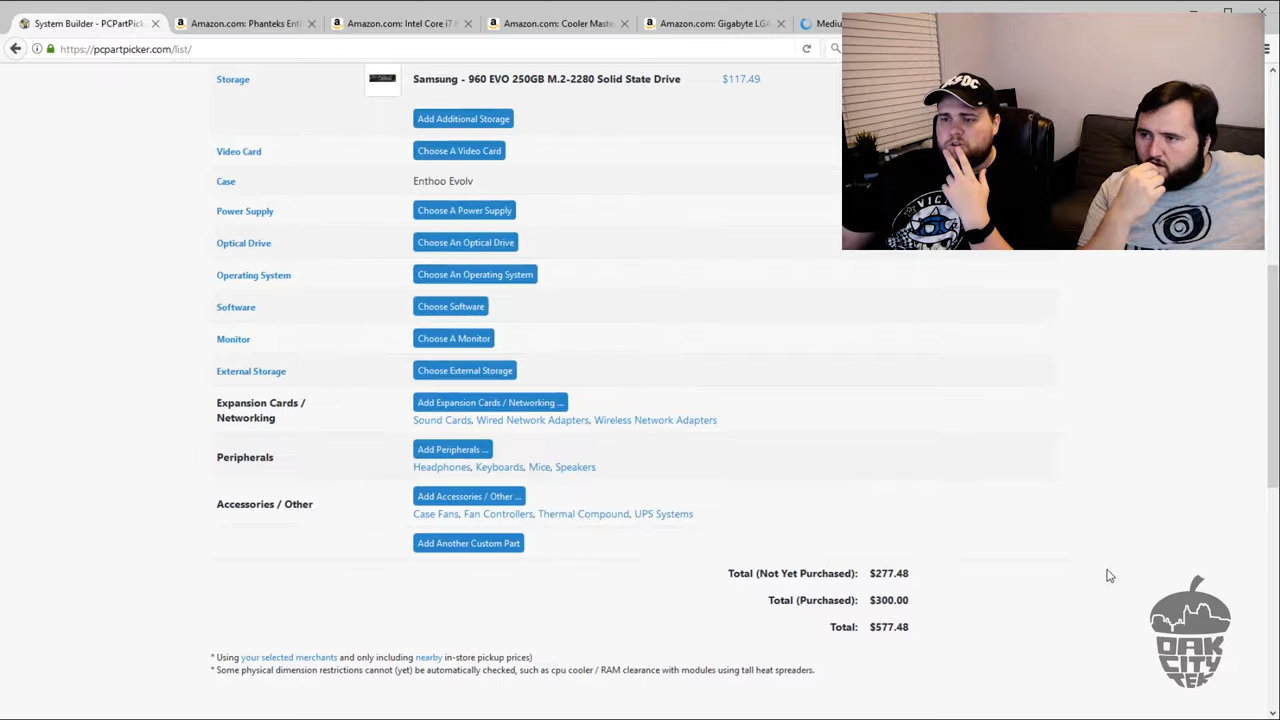 System Builder - PCPartPick
Amazon.com: Phanteks Ent
Amazon.com: Intel Core i7 6
Amazon.com: Cooler Maste
Amazon.com: Gigabyte LGA
Mediu
https://pcpartpicker.com/list/
Storage
Samsung - 960 EVO 250GB M.2-2280 Solid State Drive
$117.49
Add Additional Storage
Video Card
Choose A Video Card
Case
Enthoo Evolv
Power Supply
Choose A Power Supply
Optical Drive
Choose An Optical Drive
Operating System
Choose An Operating System
Software
Choose Software
Monitor
Choose A Monitor
External Storage
Choose External Storage
Expansion Cards /
Networking
Add Expansion Cards / Networking ...
Sound Cards, Wired Network Adapters, Wireless Network Adapters
Peripherals
Add Peripherals ...
Headphones, Keyboards, Mice, Speakers
Accessories / Other
Add Accessories / Other ...
Case Fans, Fan Controllers, Thermal Compound, UPS Systems
Add Another Custom Part
Total (Not Yet Purchased): $277.48
Total (Purchased): $300.00
Total: $577.48
* Using your selected merchants and only including nearby in-store pickup prices)
* Some physical dimension restrictions cannot (yet) be automatically checked, such as cpu cooler / RAM clearance with modules using tall heat spreaders.
OAK
CITY
TEK